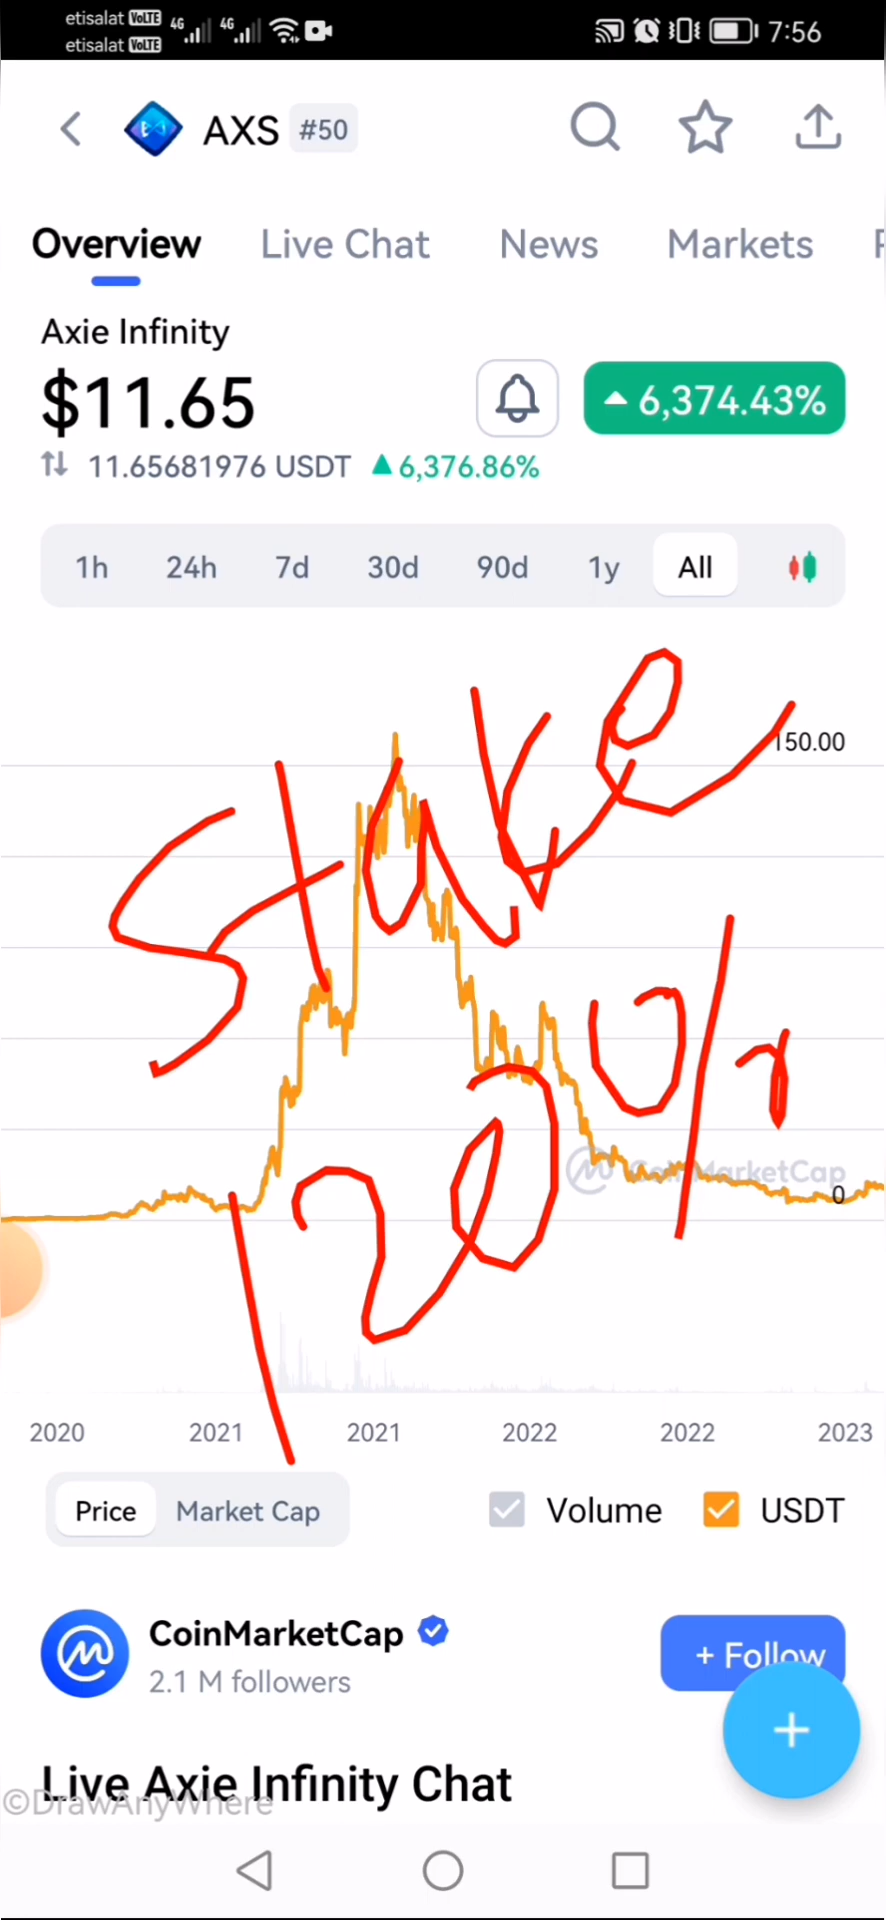 etisalat VoLTE 4G 4G 7:56
etisalat VoLTE
AXS #50
Overview Live Chat News Markets
Axie Infinity
$11.65 6,374.43%
11.65681976 USDT 6,376.86%
1h 24h 7d 30d 90d 1y All
stake
150.00
120 %
CoinMarketCap
0
2020 2021 2021 2022 2022 2023
Price Market Cap Volume USDT
CoinMarketCap
2.1 M followers
+ Follow
+
Live Axie Infinity Chat
©DrawAnyWhere